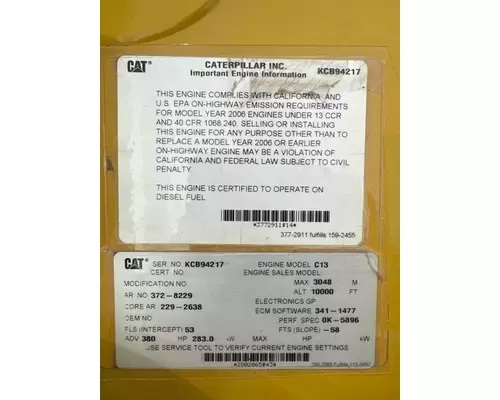 CAT CATERPILLAR INC. KCB94217
Important Engine Information
THIS ENGINE COMPLIES WITH CALIFORNIA AND
U.S. EPA ON-HIGHWAY EMISSION REQUIREMENTS
FOR MODEL YEAR 2006 ENGINES UNDER 13 CCR
AND 40 CFR 1068.240. SELLING OR INSTALLING
THIS ENGINE FOR ANY PURPOSE OTHER THAN TO
REPLACE A MODEL YEAR 2006 OR EARLIER
ON-HIGHWAY ENGINE MAY BE A VIOLATION OF
CALIFORNIA AND FEDERAL LAW SUBJECT TO CIVIL
PENALTY.
THIS ENGINE IS CERTIFIED TO OPERATE ON
DIESEL FUEL
*3772911#14*
377-2911 fulfills 159-2455
CAT SER. NO. KCB94217 ENGINE MODEL C13
CERT NO. ENGINE SALES MODEL
MODIFICATION NO MAX 3048 M
AR NO. 372-8229 ALT 10000 FT
CORE AR 229-2638 ELECTRONICS GP
OEM NO ECM SOFTWARE 341-1477
PERF SPEC 0K-5896
FLS (INTERCEPT) 53 FTS (SLOPE) -58
ADV 380 HP 283.0 kW HP kW
USE SERVICE TOOL TO VERIFY CURRENT ENGINE SETTINGS
*2902065#43*